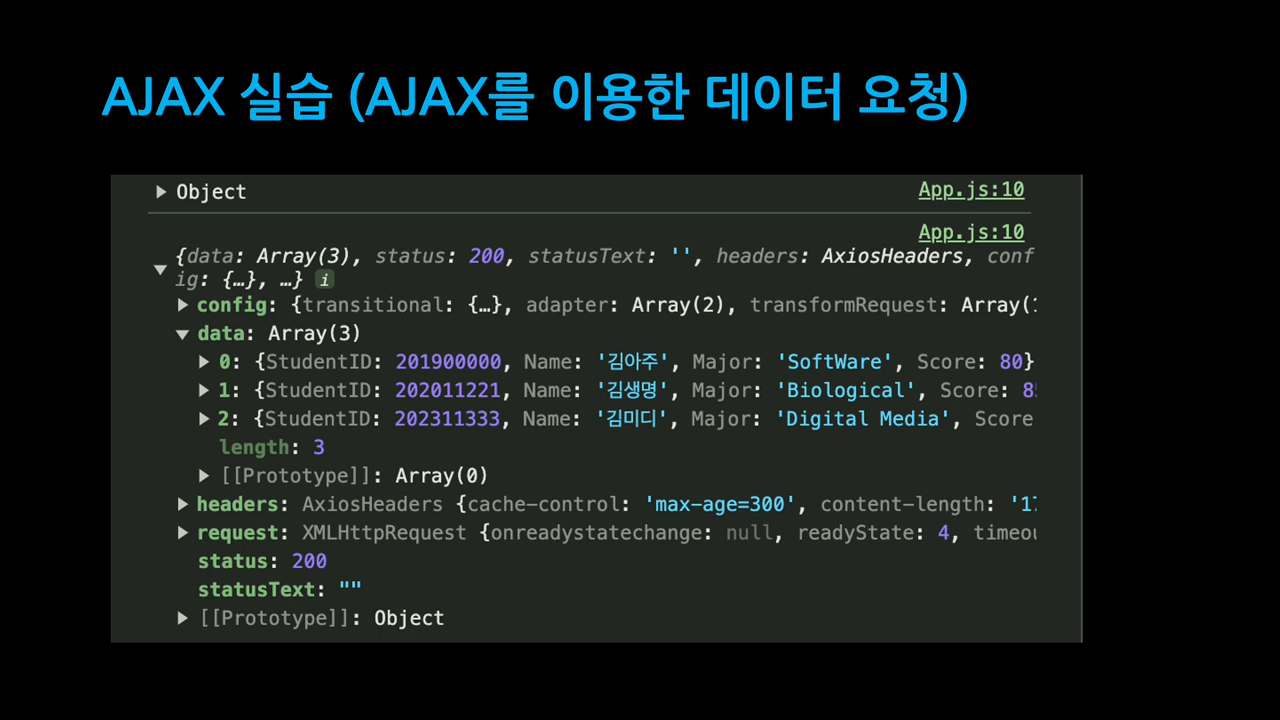 AJAX 실습 (AJAX를 이용한 데이터 요청)
Object App.js:10
App.js:10
{data: Array(3), status: 200, statusText: '', headers: AxiosHeaders, conf
ig: {…}, …} i
config: {transitional: {…}, adapter: Array(2), transformRequest: Array(
data: Array(3)
0: {StudentID: 201900000, Name: '김아주', Major: 'SoftWare', Score: 80}
1: {StudentID: 202011221, Name: '김생명', Major: 'Biological', Score: 8
2: {StudentID: 202311333, Name: '김미디', Major: 'Digital Media', Score
length: 3
[[Prototype]]: Array(0)
headers: AxiosHeaders {cache-control: 'max-age=300', content-length: '1
request: XMLHttpRequest {onreadystatechange: null, readyState: 4, timeou
status: 200
statusText: ""
[[Prototype]]: Object